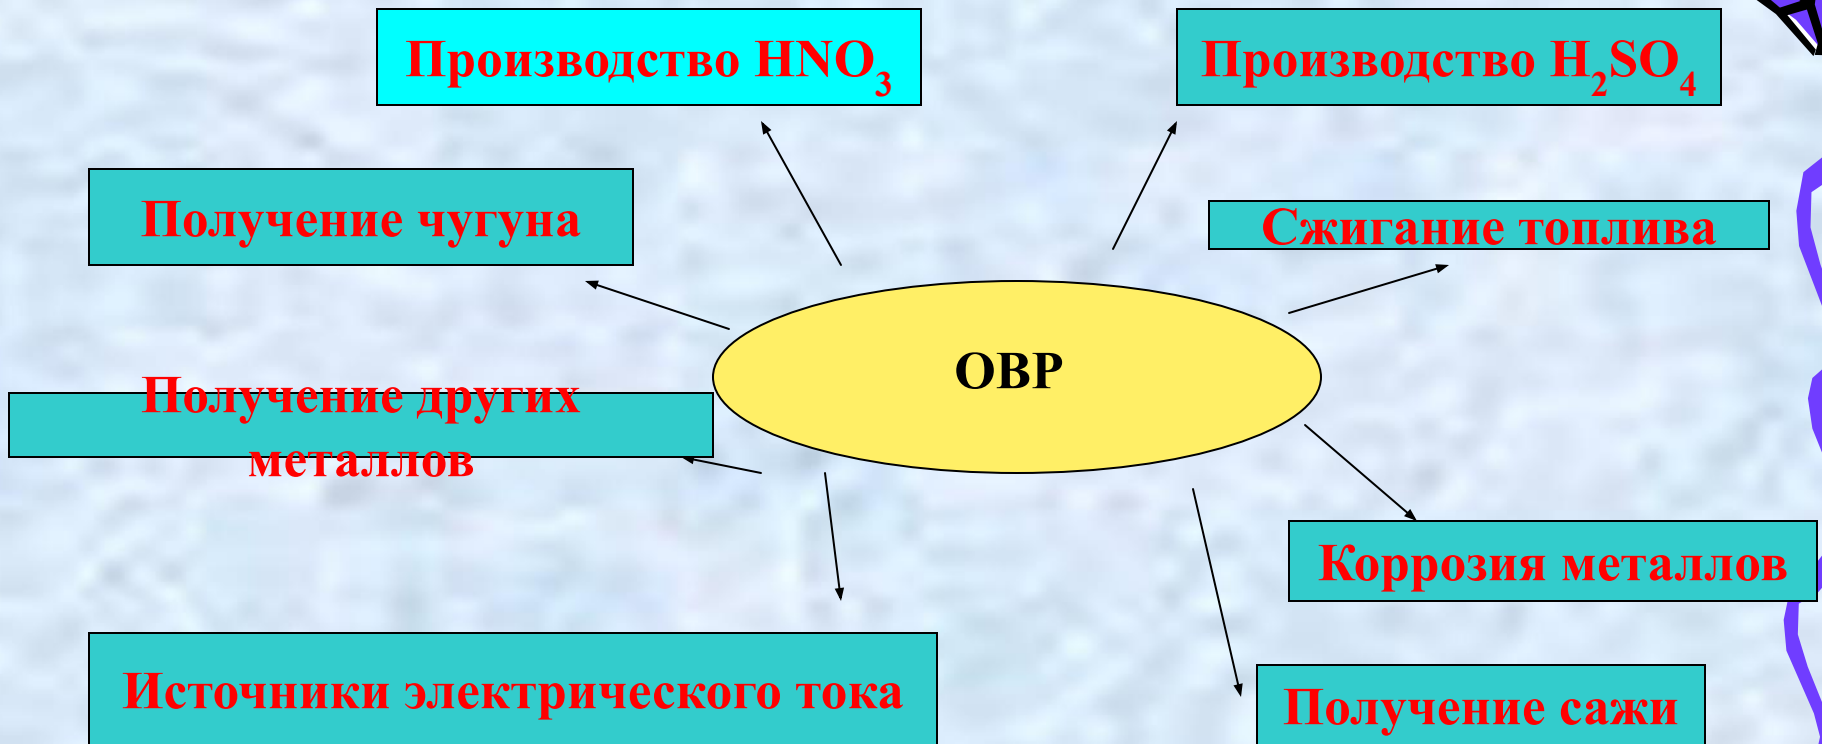 Производство HNO3
Производство H2SO4
Получение чугуна
Сжигание топлива
ОВР
Получение других
металлов
Коррозия металлов
Источники электрического тока
Получение сажи